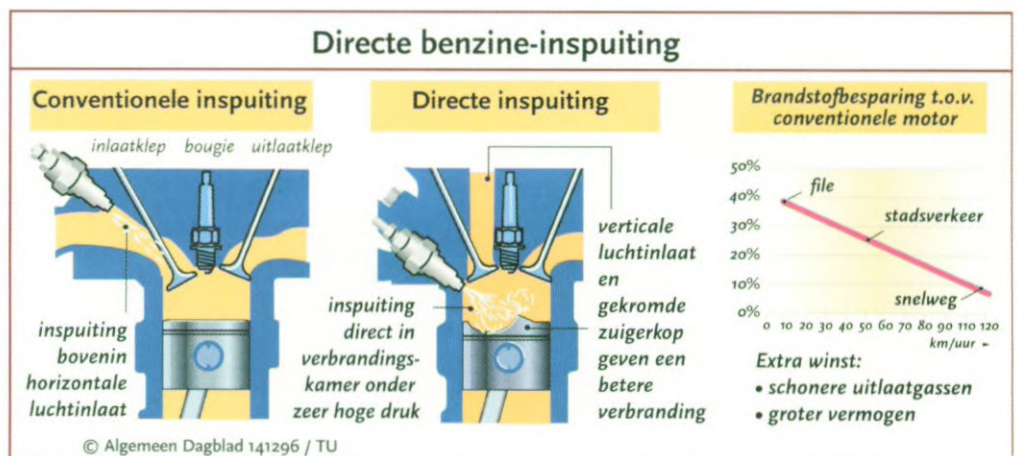 Directe benzine-inspuiting
Conventionele inspuiting
inlaatklep bougie uitlaatklep
inspuiting
bovenin
horizontale
luchtinlaat
Directe inspuiting
inspuiting
direct in
verbrandings-
kamer onder
zeer hoge druk
verticale
luchtinlaat
en
gekromde
zuigerkop
geven een
betere
verbranding
Brandstofbesparing t.o.v.
conventionele motor
50%
40%
30%
20%
10%
0%
file
stadsverkeer
snelweg
0 10 20 30 40 50 60 70 80 90 110 120
km/uur
Extra winst:
• schonere uitlaatgassen
• groter vermogen
© Algemeen Dagblad 141296 / TU